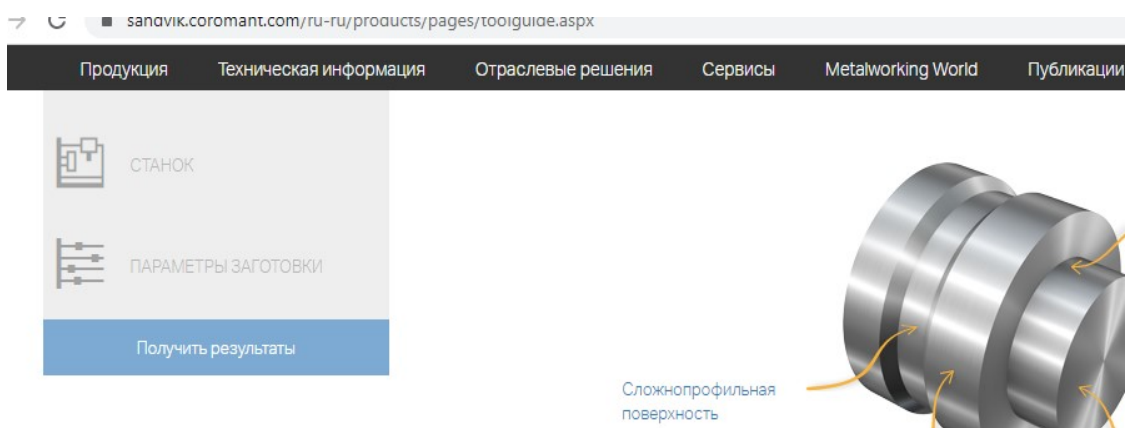 sandvik.coromant.com/ru-ru/products/pages/toolguide.aspx
Продукция Техническая информация Отраслевые решения Сервисы Metalworking World Публикации
СТАНОК
ПАРАМЕТРЫ ЗАГОТОВКИ
Получить результаты
Сложнопрофильная
поверхность